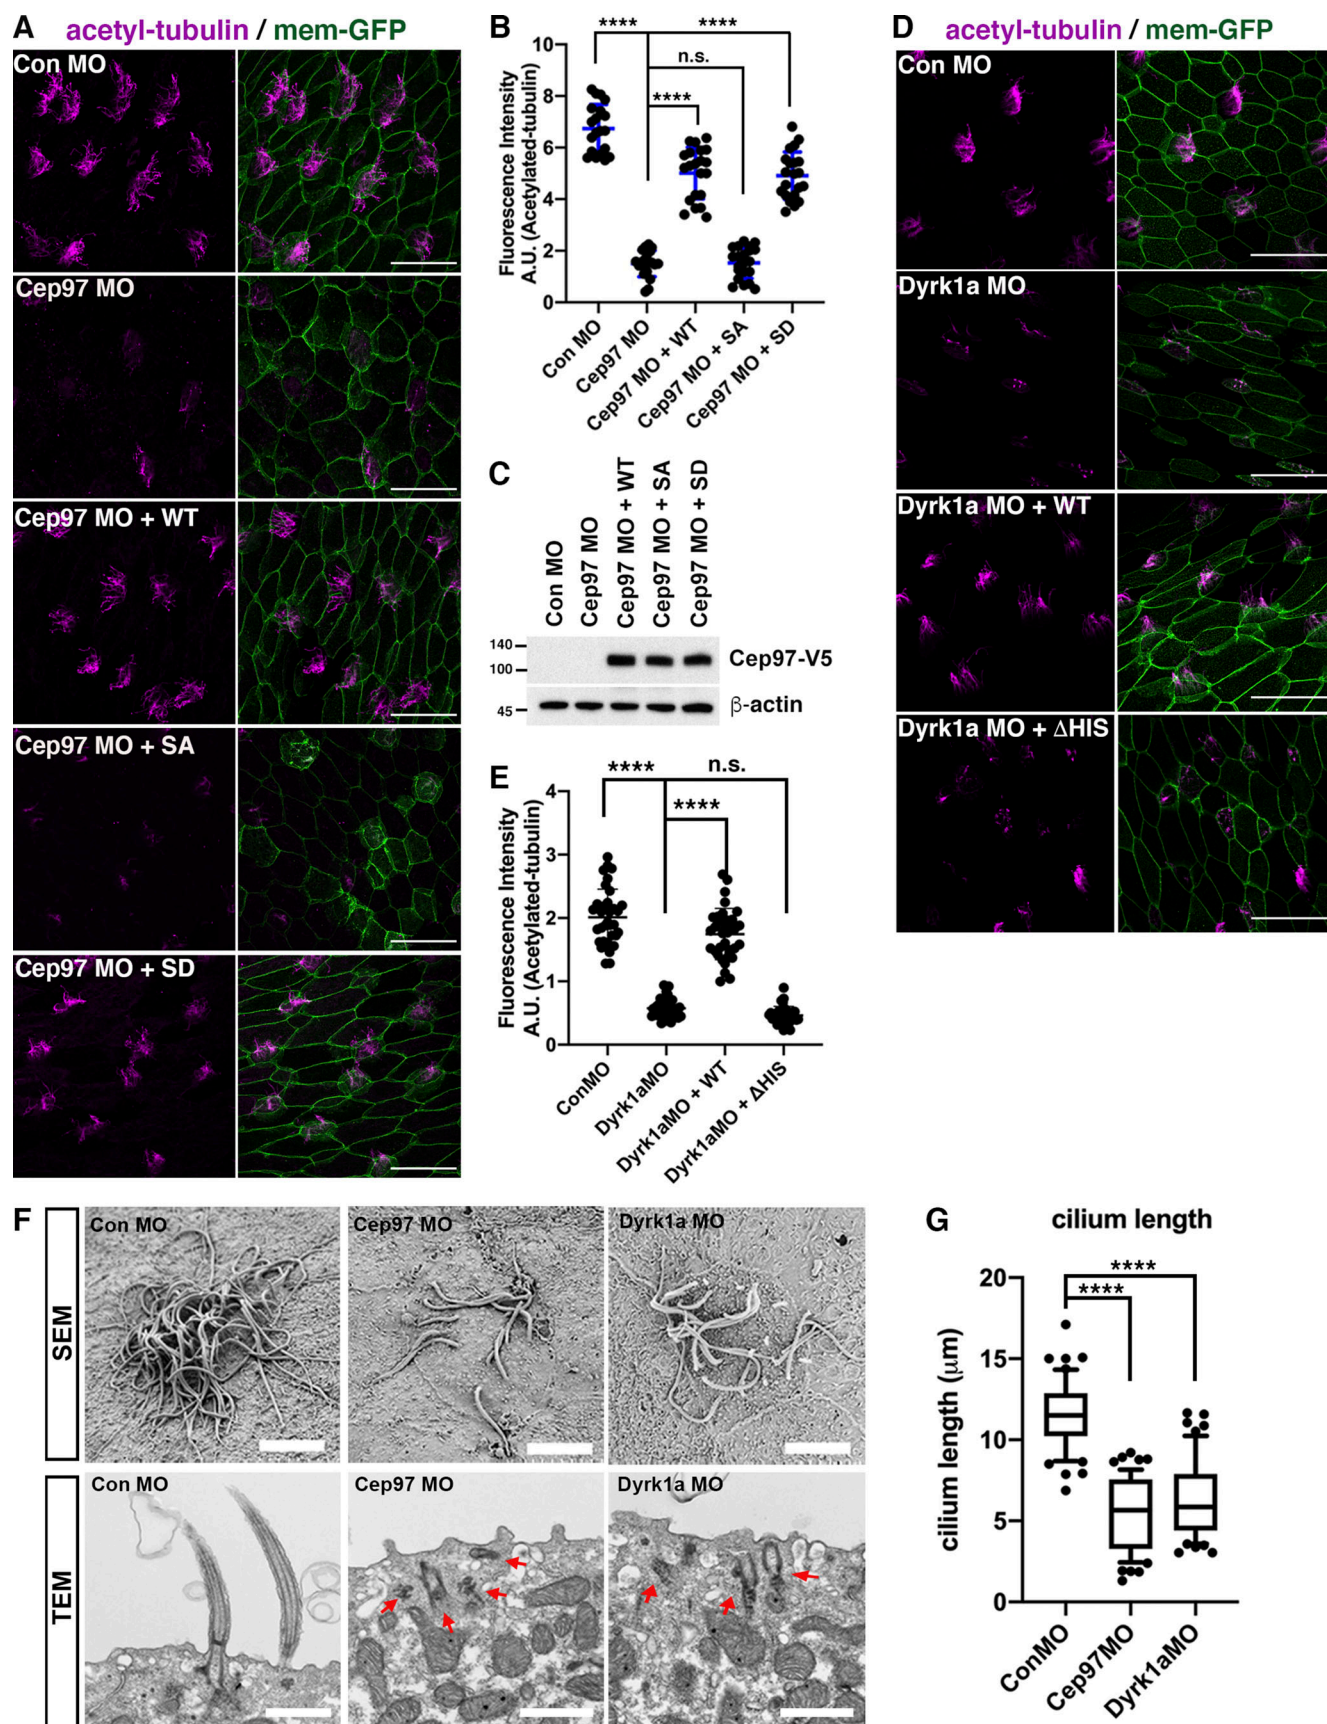 A
acetyl-tubulin / mem-GFP
Con MO
Cep97 MO
Cep97 MO + WT
Cep97 MO + SA
Cep97 MO + SD
B
**** ****
n.s.
****
Fluorescence Intensity
A.U. (Acetylated-tubulin)
10
8
6
4
2
0
Con MO
Cep97 MO
Cep97 MO + WT
Cep97 MO + SA
Cep97 MO + SD
C
Con MO
Cep97 MO
Cep97 MO + WT
Cep97 MO + SA
Cep97 MO + SD
140
100
Cep97-V5
45
β-actin
D
acetyl-tubulin / mem-GFP
Con MO
Dyrk1a MO
Dyrk1a MO + WT
Dyrk1a MO + ΔHIS
E
**** n.s.
****
Fluorescence Intensity
A.U. (Acetylated-tubulin)
4
3
2
1
0
ConMO
Dyrk1aMO
Dyrk1aMO + WT
Dyrk1aMO + ΔHIS
F
SEM
Con MO
Cep97 MO
Dyrk1a MO
TEM
Con MO
Cep97 MO
Dyrk1a MO
G
cilium length
****
****
cilium length (μm)
20
15
10
5
0
ConMO
Cep97MO
Dyrk1aMO